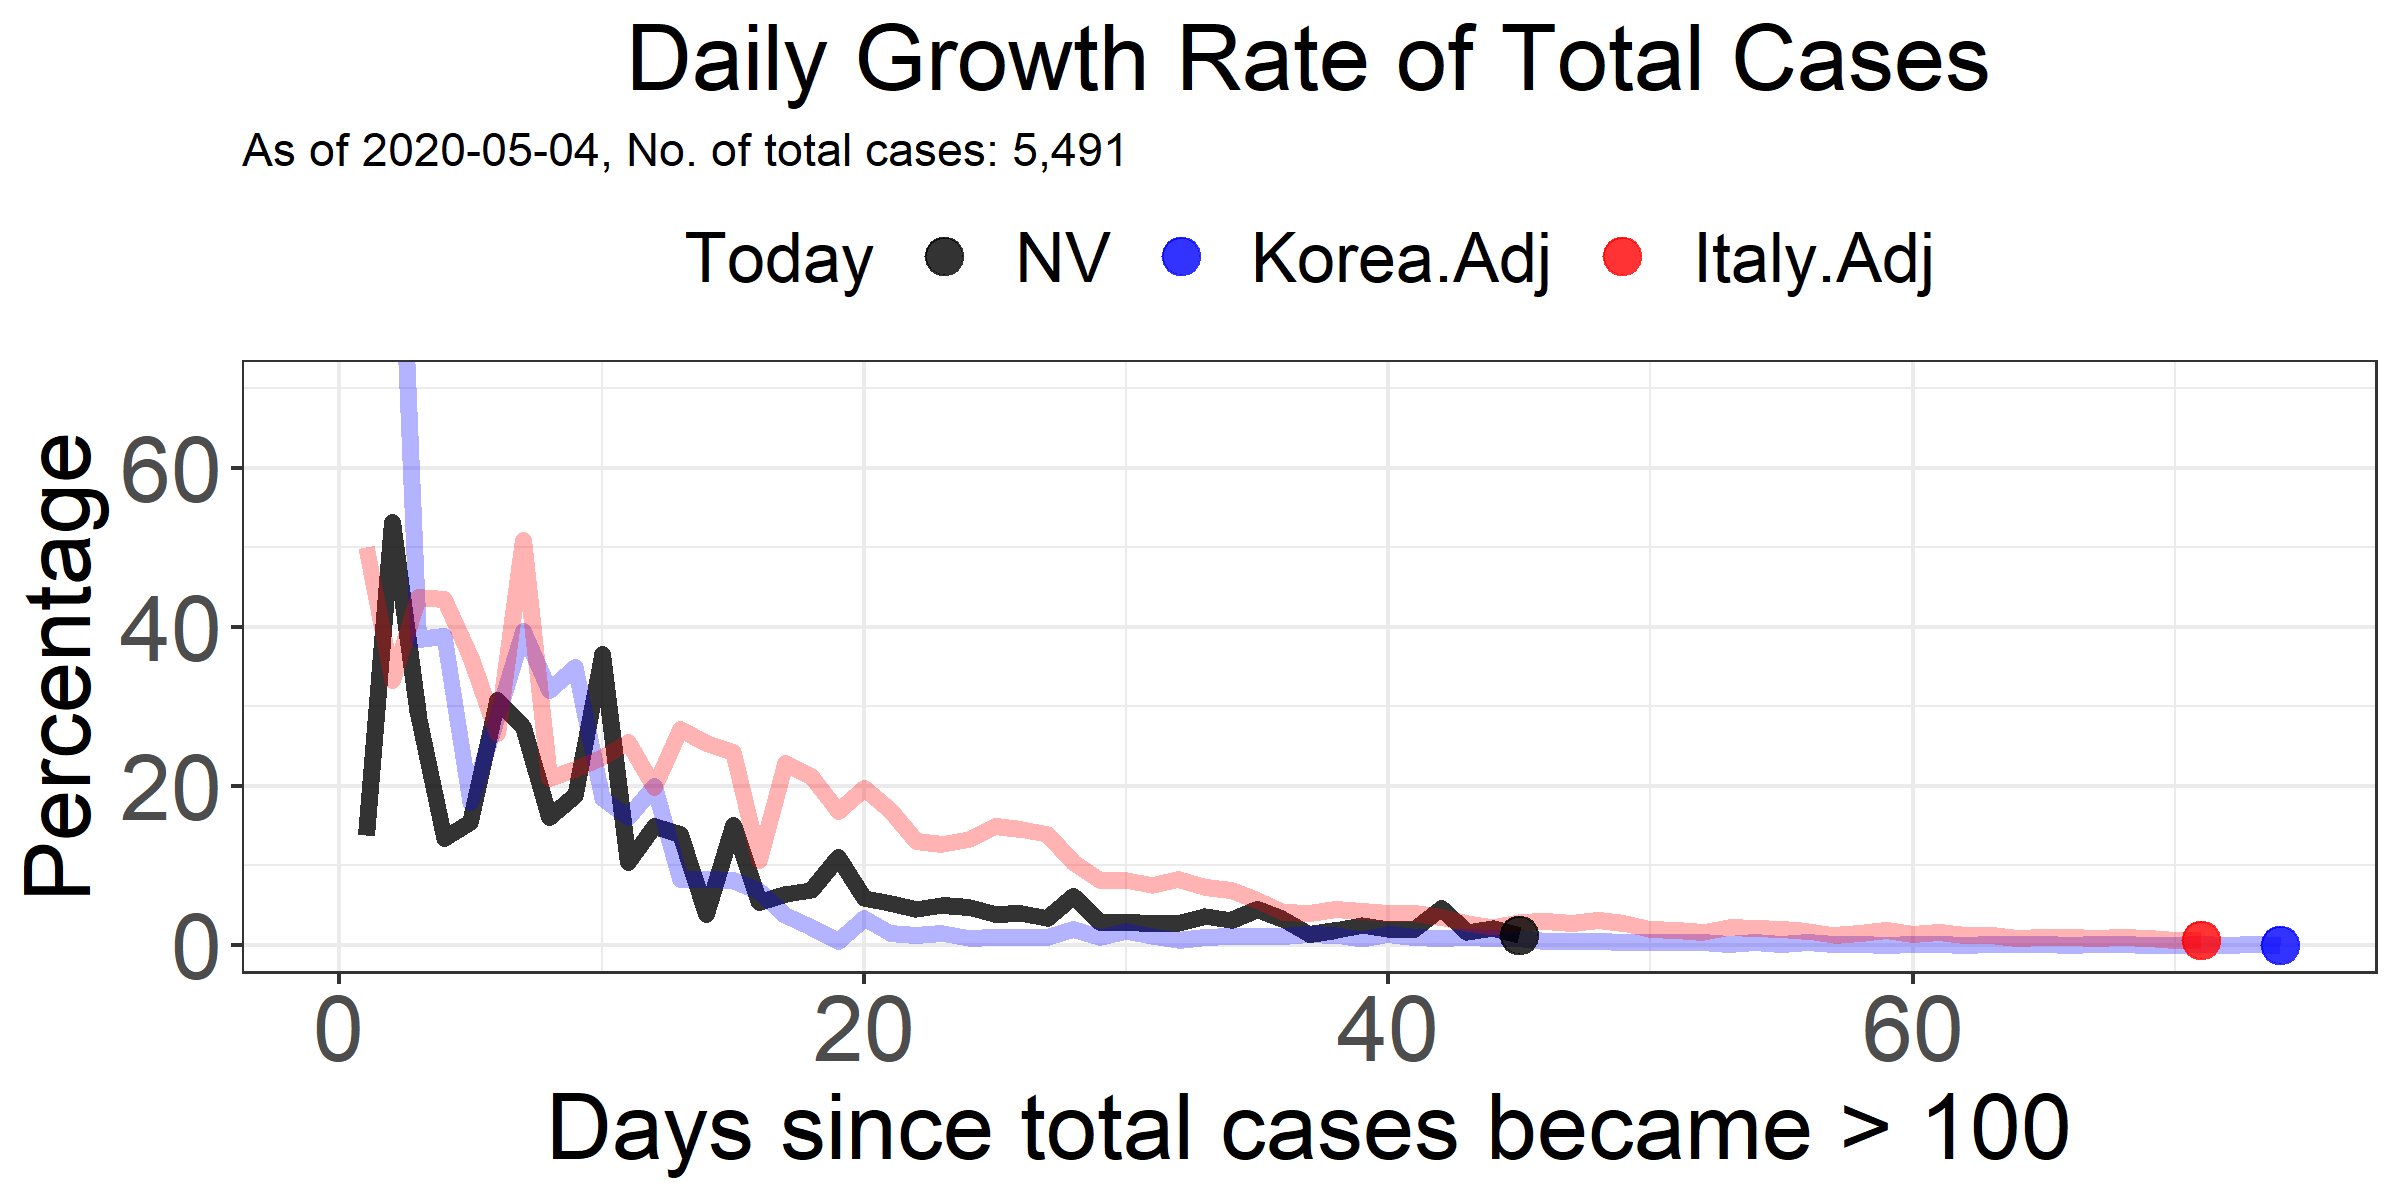 Daily Growth Rate of Total Cases
As of 2020-05-04, No. of total cases: 5,491
Today NV Korea.Adj Italy.Adj
Percentage
60
40
20
0
0 20 40 60
Days since total cases became > 100